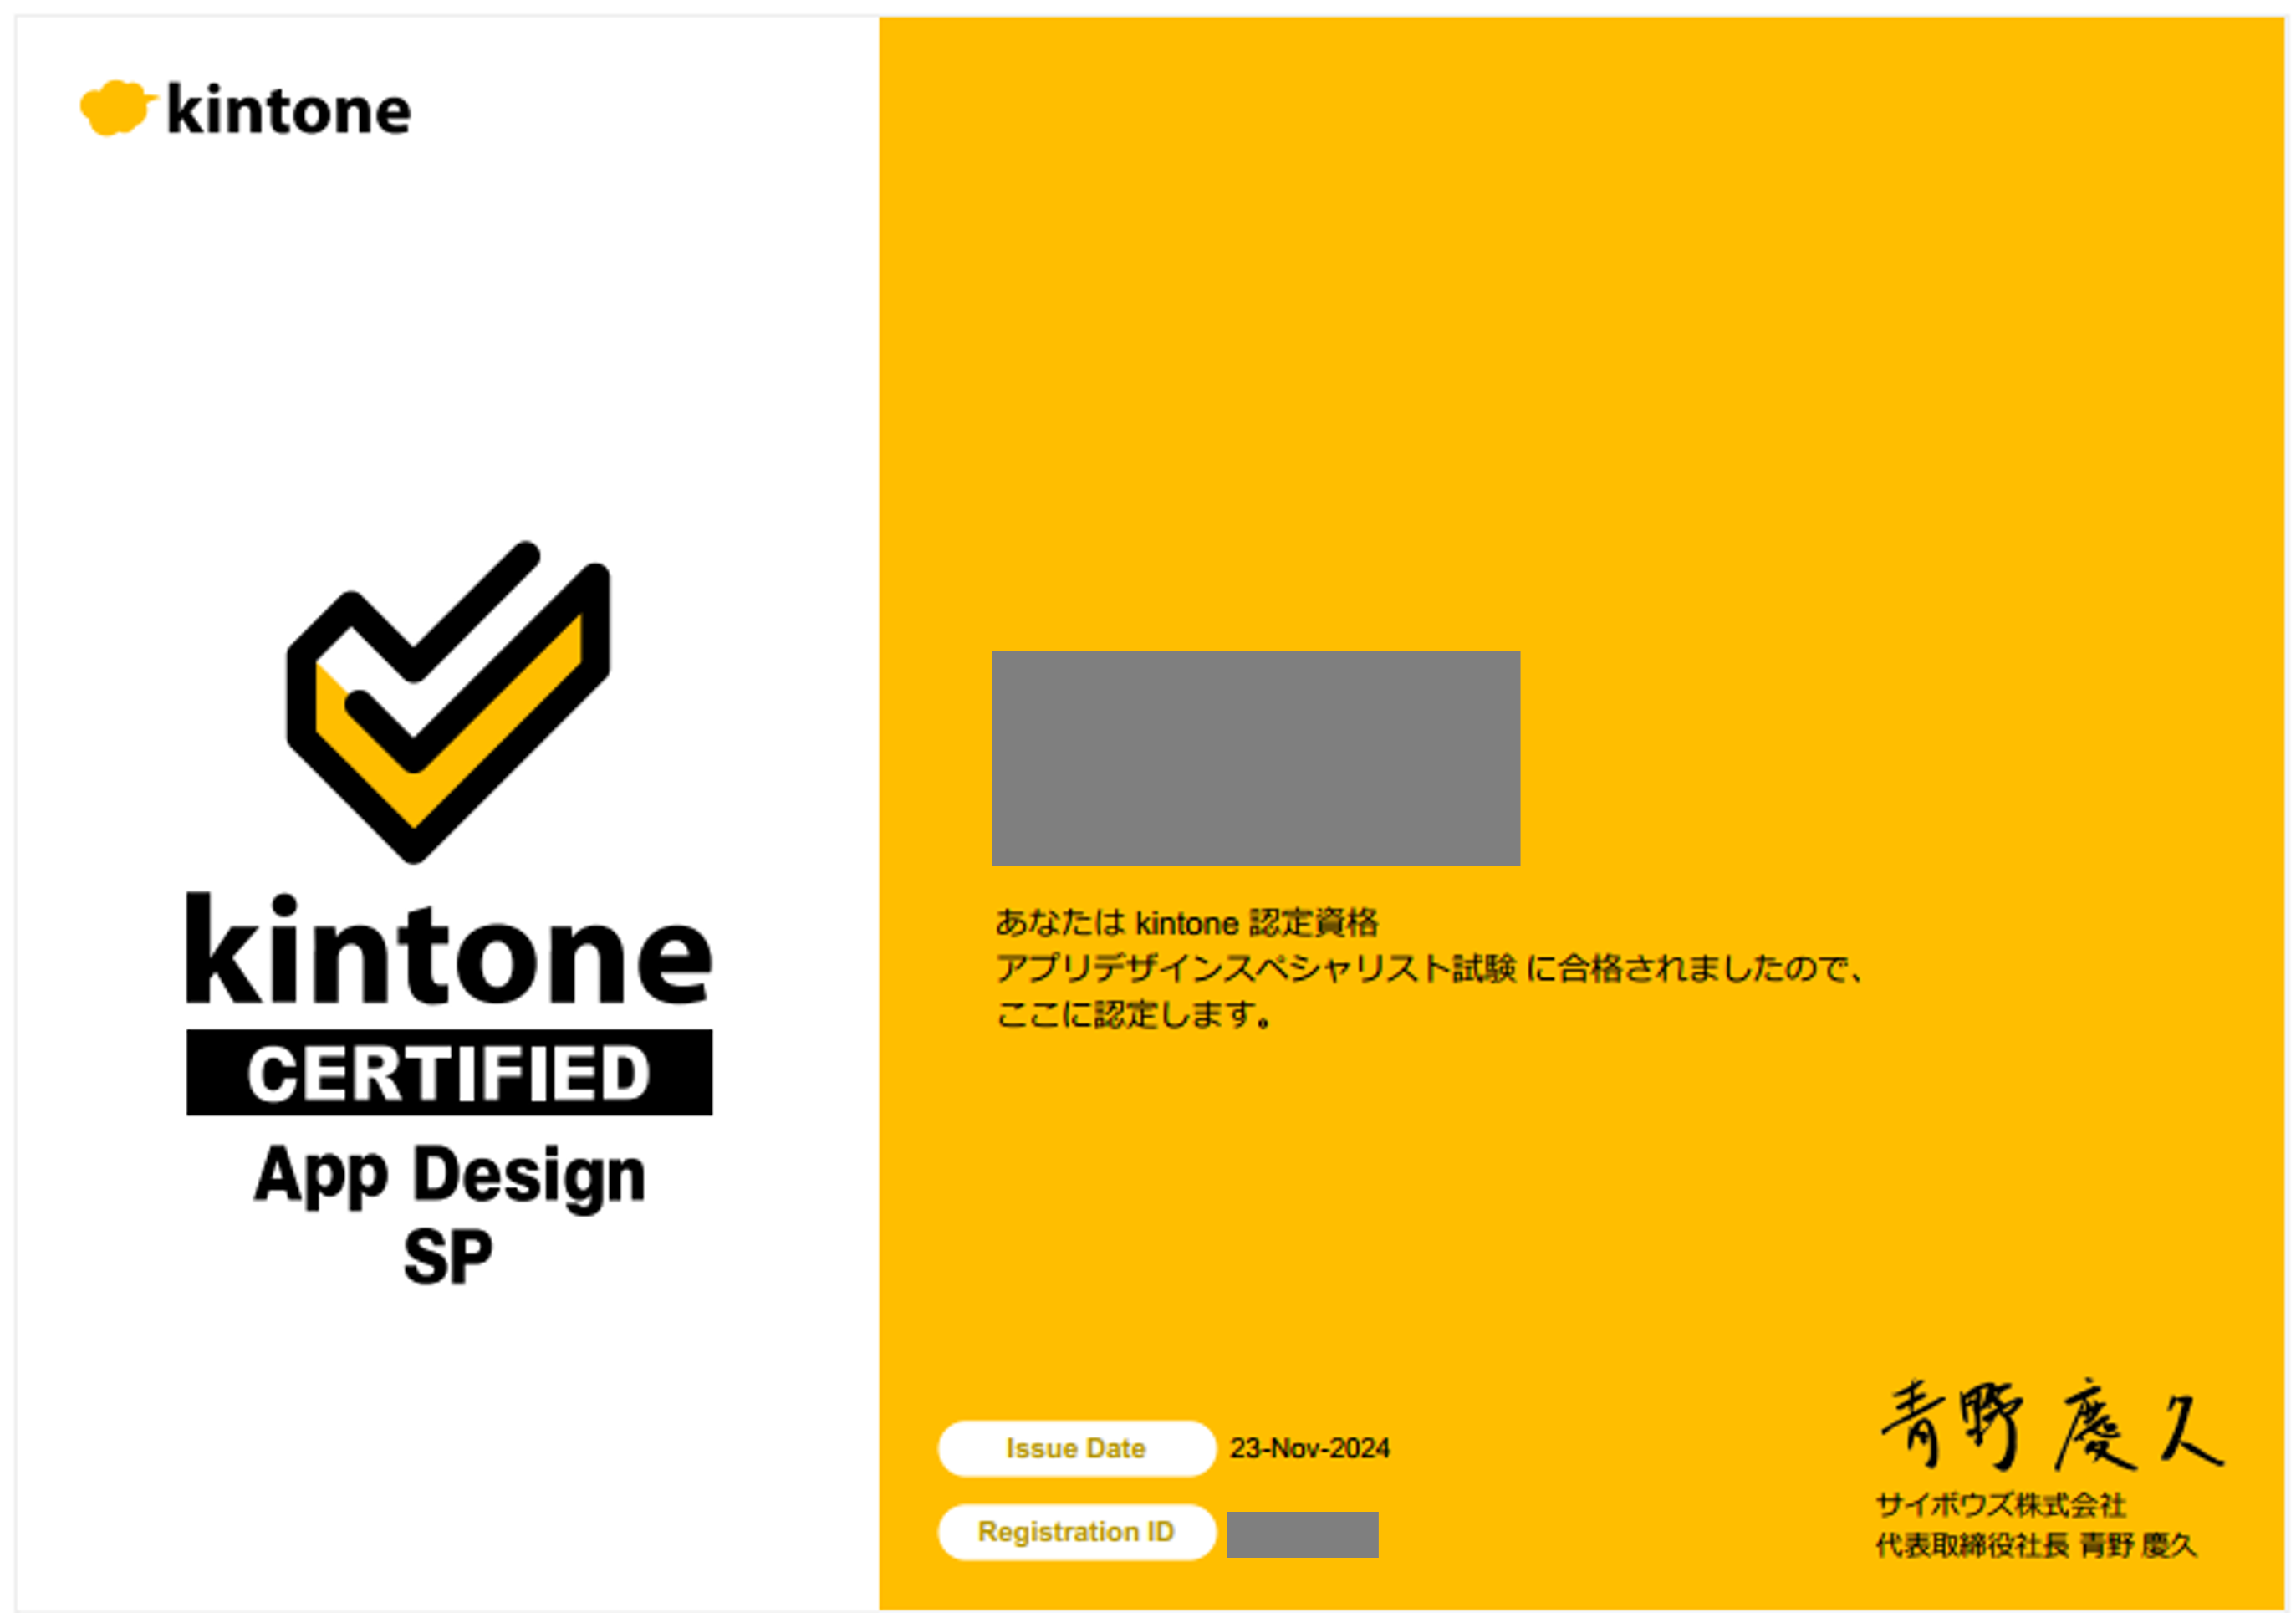 kintone
kintone
CERTIFIED
App Design
SP
あなたは kintone 認定資格
アプリデザインスペシャリスト試験 に合格されましたので、
ここに認定します。
Issue Date 23-Nov-2024
Registration ID
青野 慶久
サイボウズ株式会社
代表取締役社長 青野 慶久